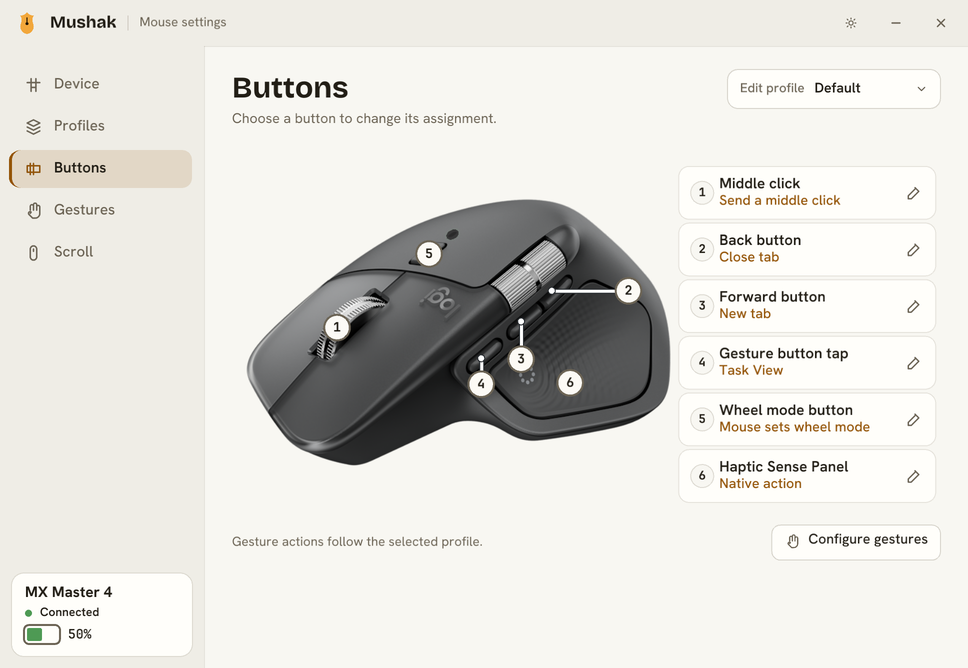 Mushak
Mouse settings
Device
Profiles
Buttons
Gestures
Scroll
MX Master 4
Connected
50%
Buttons
Choose a button to change its assignment.
Edit profile Default
logi
5
1
2
3
4
6
1 Middle click
Send a middle click
2 Back button
Close tab
3 Forward button
New tab
4 Gesture button tap
Task View
5 Wheel mode button
Mouse sets wheel mode
6 Haptic Sense Panel
Native action
Gesture actions follow the selected profile.
Configure gestures